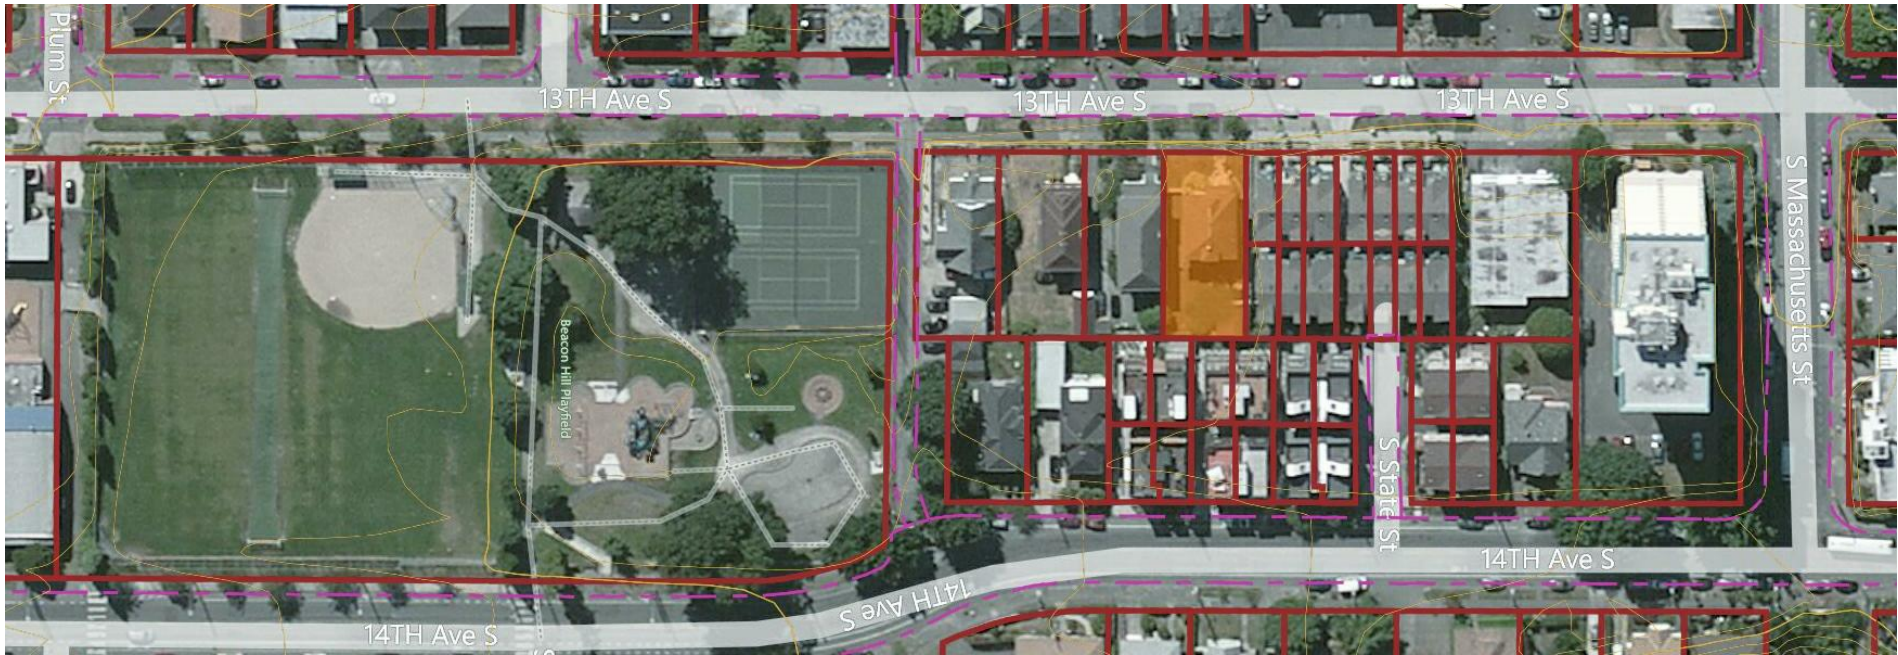 Plum St
13TH Ave S
13TH Ave S
13TH Ave S
S Massachusetts St
Beacon Hill Playfield
S State St
14TH Ave S
14TH Ave S
14TH Ave S